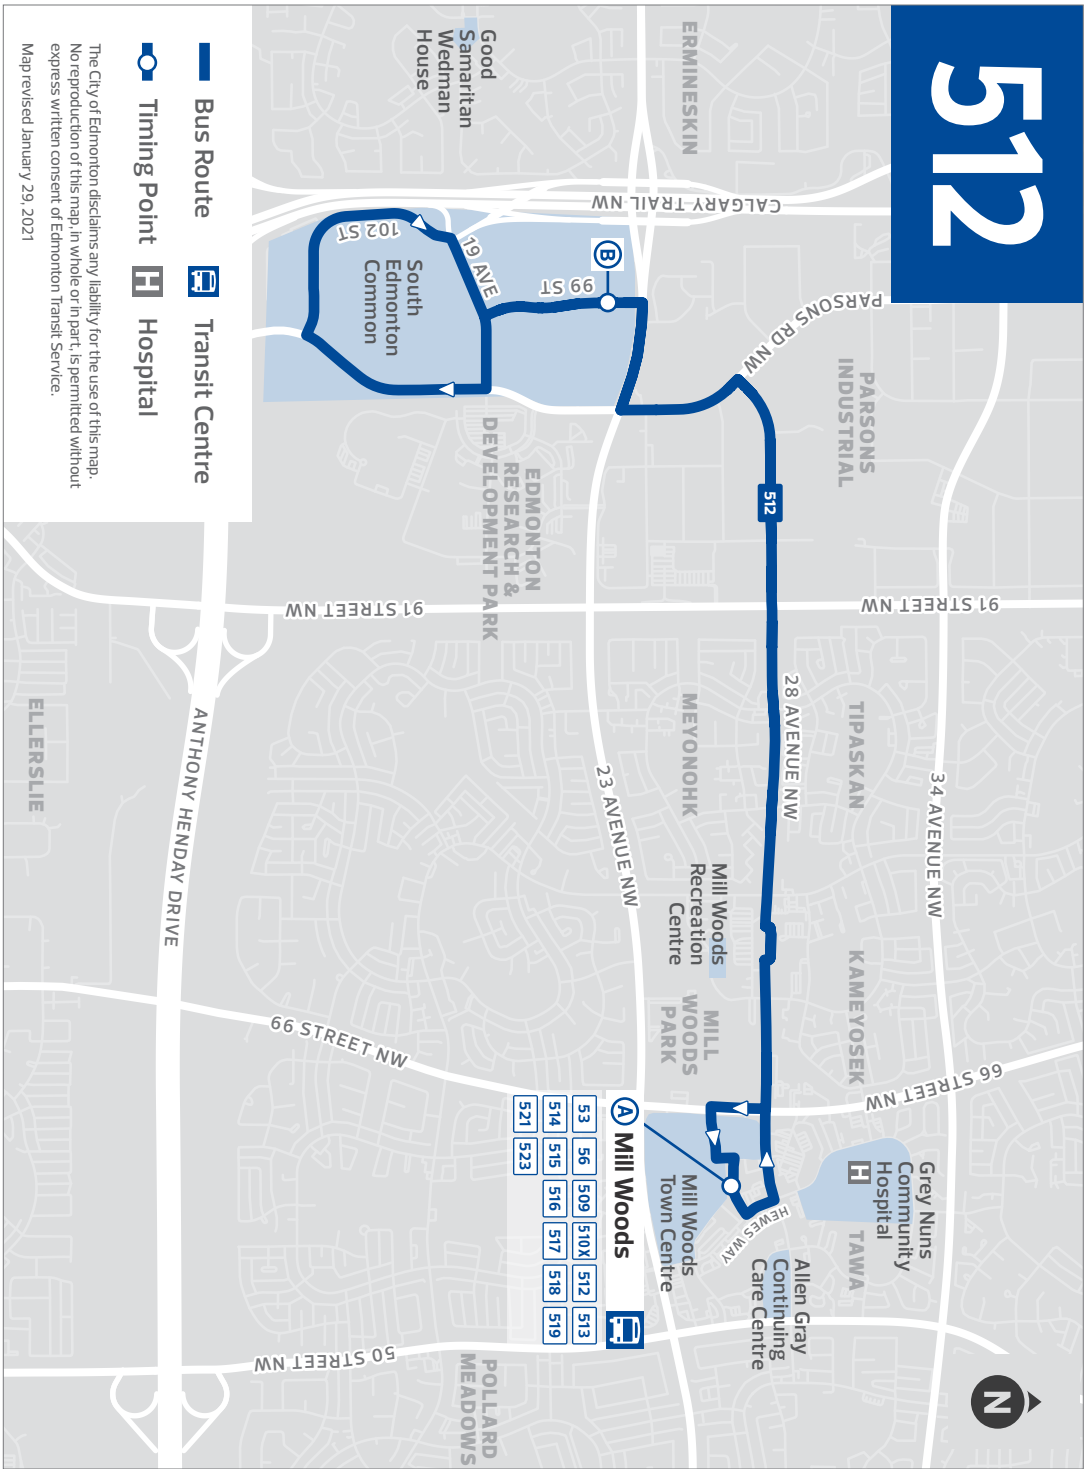 512
ERMINESKIN
Good
Samaritan
Wedman
House
CALGARY TRAIL NW
PARSONS RD NW
PARSONS
INDUSTRIAL
102 ST
19 AVE
99 ST
B
South
Edmonton
Common
EDMONTON
RESEARCH &
DEVELOPMENT PARK
512
91 STREET NW
91 STREET NW
28 AVENUE NW
TIPASKAN
MEYONOHK
34 AVENUE NW
23 AVENUE NW
ANTHONY HENDAY DRIVE
ELLERSLIE
Mill Woods
Recreation
Centre
MILL
WOODS
PARK
KAMEYOSEK
66 STREET NW
66 STREET NW
Grey Nuns
Community
Hospital
H
TAWA
HEWES WAY
Allen Gray
Continuing
Care Centre
Mill Woods
Town Centre
A Mill Woods
53 56 509 510X 512 513
514 515 516 517 518 519
521 523
50 STREET NW
POLLARD
MEADOWS
N
Bus Route
Transit Centre
Timing Point
H Hospital
The City of Edmonton disclaims any liability for the use of this map.
No reproduction of this map, in whole or in part, is permitted without
express written consent of Edmonton Transit Service.
Map revised January 29, 2021